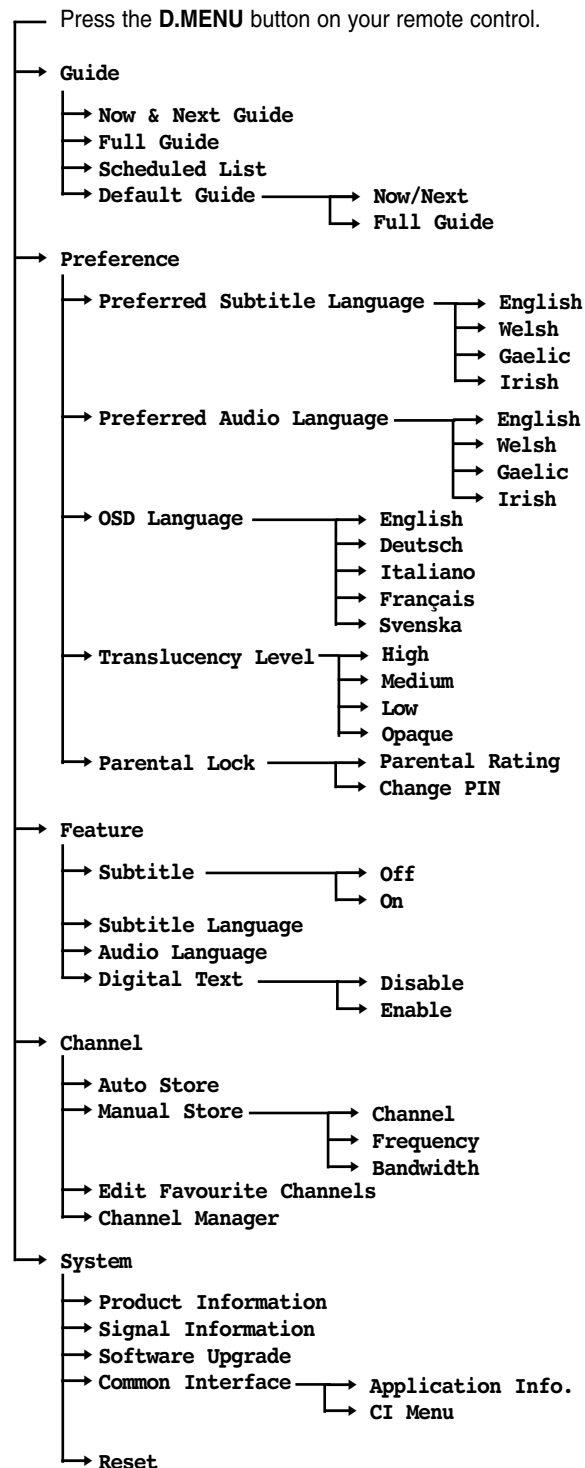 Press the D.MENU button on your remote control.
Guide
Now & Next Guide
Full Guide
Scheduled List
Default Guide
Now/Next
Full Guide
Preference
Preferred Subtitle Language
English
Welsh
Gaelic
Irish
Preferred Audio Language
English
Welsh
Gaelic
Irish
OSD Language
English
Deutsch
Italiano
Français
Svenska
Translucency Level
High
Medium
Low
Opaque
Parental Lock
Parental Rating
Change PIN
Feature
Subtitle
Off
On
Subtitle Language
Audio Language
Digital Text
Disable
Enable
Channel
Auto Store
Manual Store
Channel
Frequency
Bandwidth
Edit Favourite Channels
Channel Manager
System
Product Information
Signal Information
Software Upgrade
Common Interface
Application Info.
CI Menu
Reset